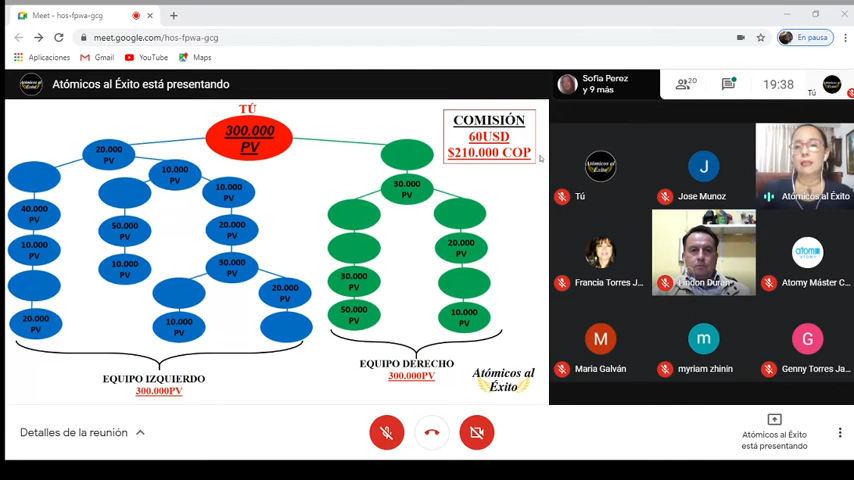 Meet - hos-fpwa-gcg
meet.google.com/hos-fpwa-gcg
En pausa
Aplicaciones
Gmail
YouTube
Maps
Atómicos al Éxito está presentando
Sofia Perez
y 9 más
20
19:38
Tú
TÚ
300.000
PV
COMISIÓN
60USD
$210.000 COP
20.000
PV
10.000
PV
10.000
PV
40.000
PV
50.000
PV
20.000
PV
10.000
PV
10.000
PV
30.000
PV
20.000
PV
20.000
PV
10.000
PV
30.000
PV
20.000
PV
30.000
PV
50.000
PV
10.000
PV
EQUIPO IZQUIERDO
300.000PV
EQUIPO DERECHO
300.000PV
Atómicos al
Éxito
Atómicos al
Éxito
Tú
J
Jose Munoz
Atómicos al Éxito
Francia Torres J...
Lindon Duran
atom
Atomy Máster C...
M
Maria Galván
m
myriam zhinin
G
Genny Torres Ja...
Detalles de la reunión
Atómicos al Éxito
está presentando